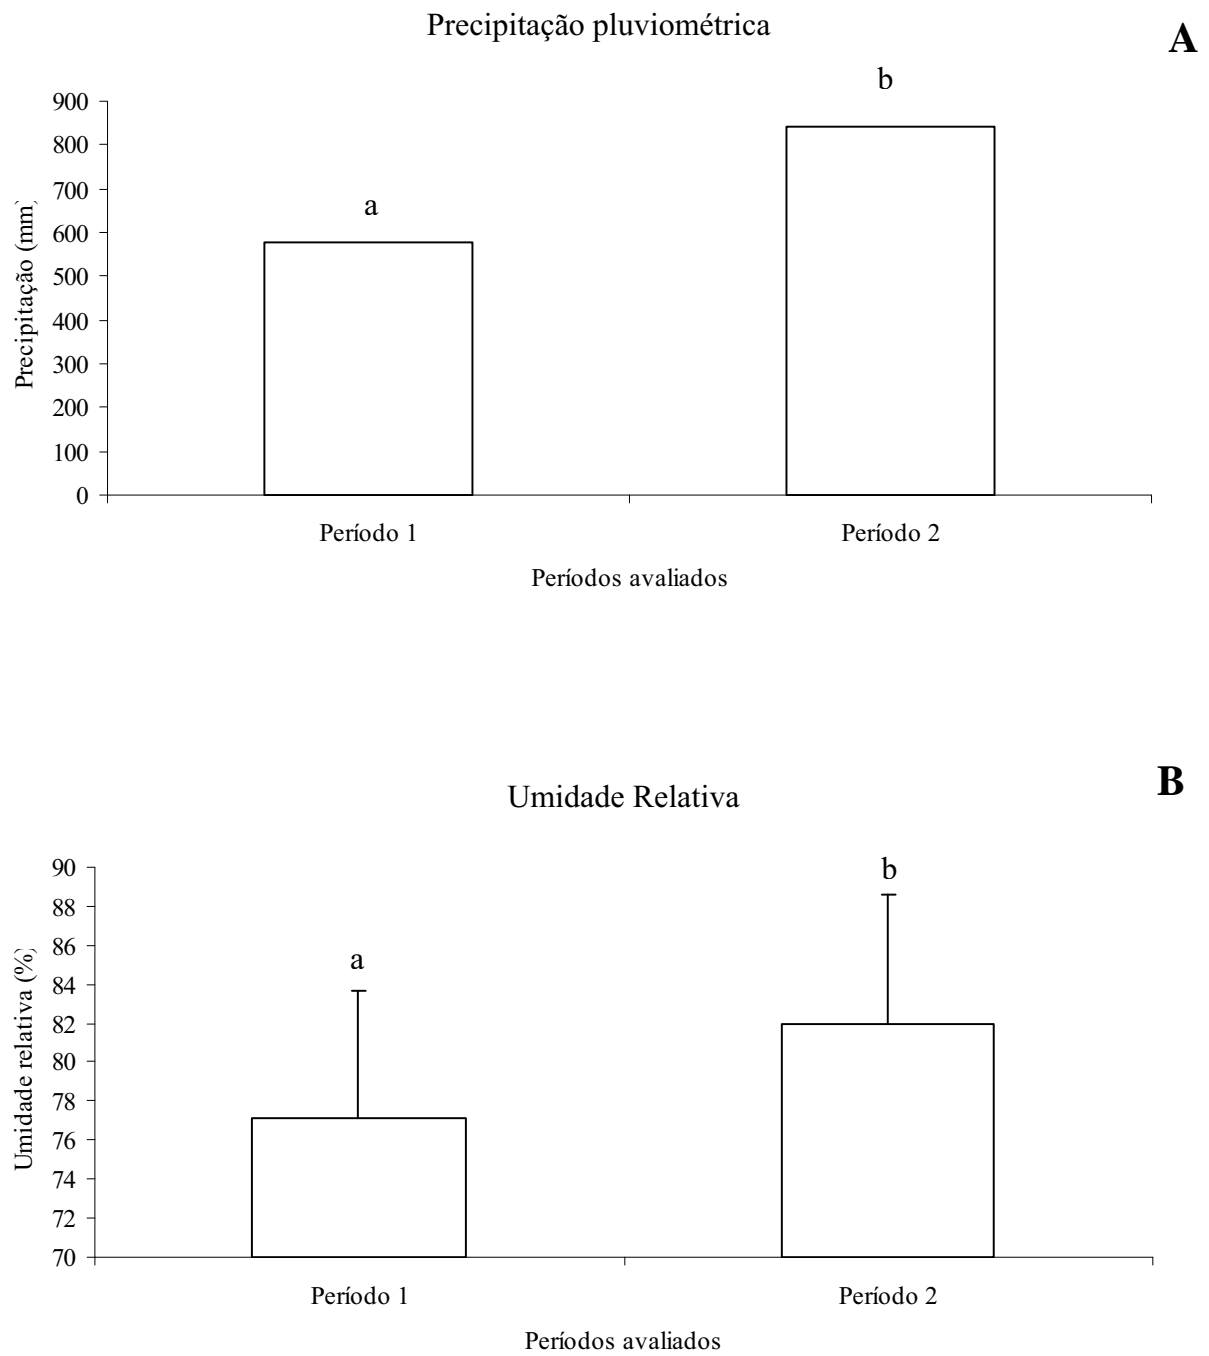 Precipitação pluviométrica
A
b
a
900
800
700
600
500
400
300
200
100
0
Precipitação (mm)
Período 1
Período 2
Períodos avaliados
B
Umidade Relativa
b
a
90
88
86
84
82
80
78
76
74
72
70
Umidade relativa (%)
Período 1
Período 2
Períodos avaliados